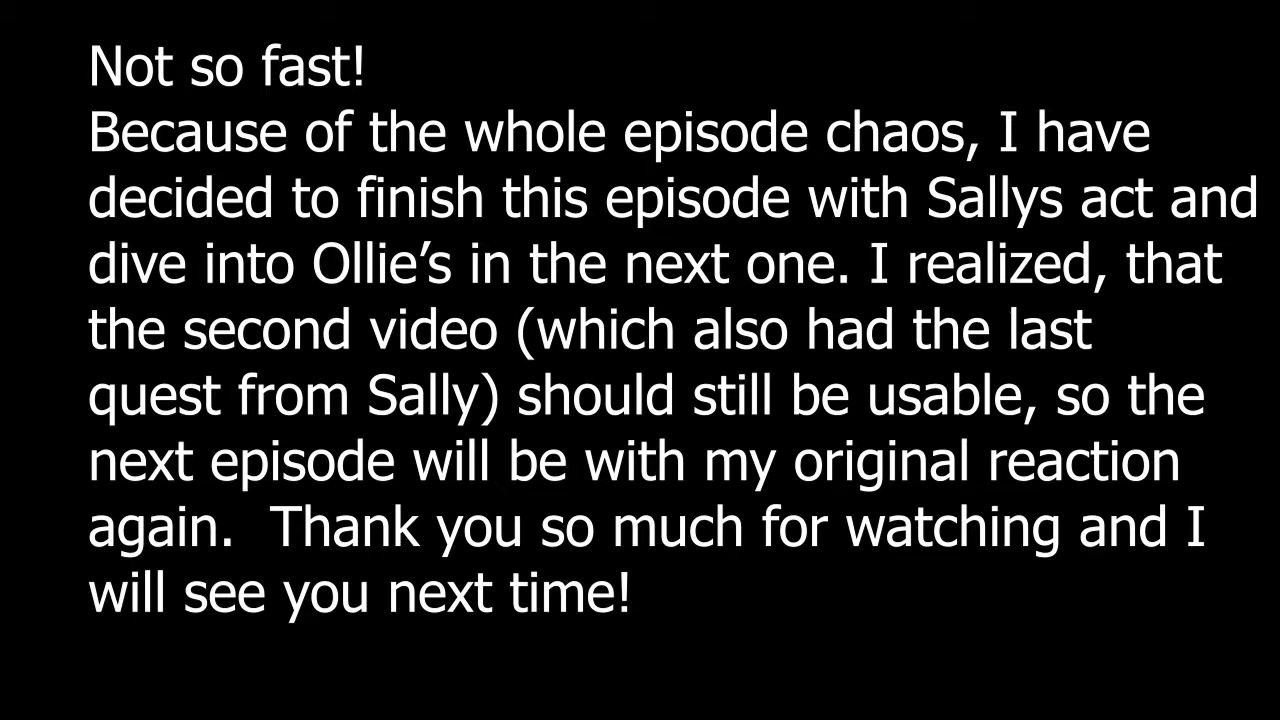 Not so fast!
Because of the whole episode chaos, I have
decided to finish this episode with Sallys act and
dive into Ollie’s in the next one. I realized, that
the second video (which also had the last
quest from Sally) should still be usable, so the
next episode will be with my original reaction
again.  Thank you so much for watching and I
will see you next time!